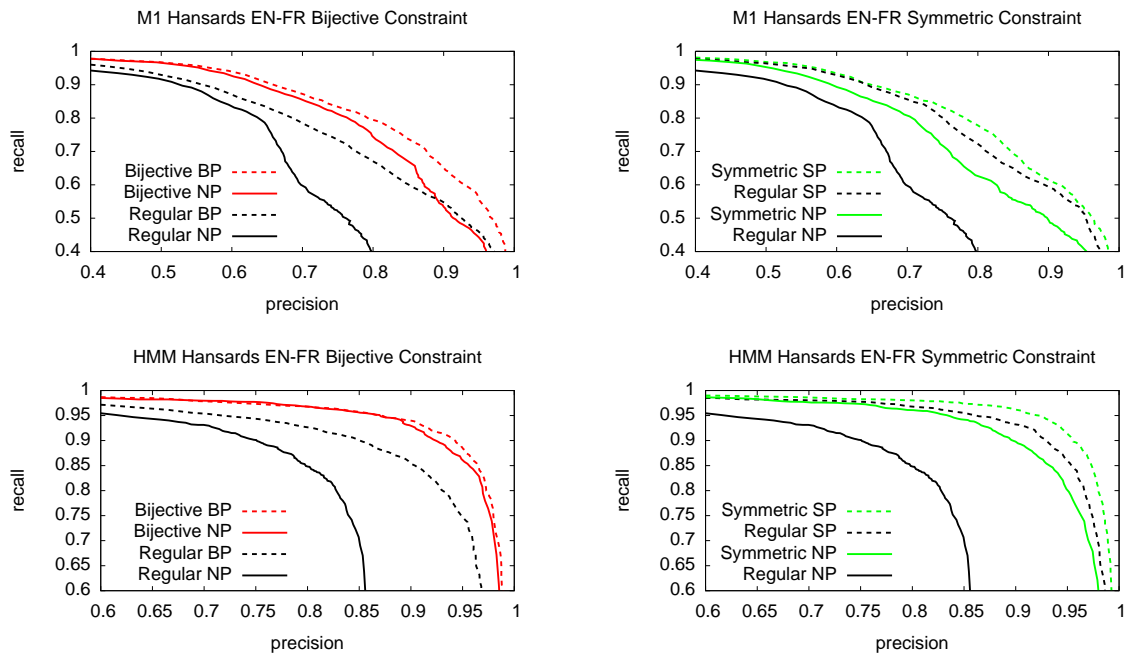 M1 Hansards EN-FR Bijective Constraint
recall
1
0.9
0.8
0.7
0.6
0.5
0.4
Bijective BP
Bijective NP
Regular BP
Regular NP
0.4 0.5 0.6 0.7 0.8 0.9 1
precision
M1 Hansards EN-FR Symmetric Constraint
recall
1
0.9
0.8
0.7
0.6
0.5
0.4
Symmetric SP
Regular SP
Symmetric NP
Regular NP
0.4 0.5 0.6 0.7 0.8 0.9 1
precision
HMM Hansards EN-FR Bijective Constraint
recall
1
0.95
0.9
0.85
0.8
0.75
0.7
0.65
0.6
Bijective BP
Bijective NP
Regular BP
Regular NP
0.6 0.65 0.7 0.75 0.8 0.85 0.9 0.95 1
precision
HMM Hansards EN-FR Symmetric Constraint
recall
1
0.95
0.9
0.85
0.8
0.75
0.7
0.65
0.6
Symmetric SP
Regular SP
Symmetric NP
Regular NP
0.6 0.65 0.7 0.75 0.8 0.85 0.9 0.95 1
precision